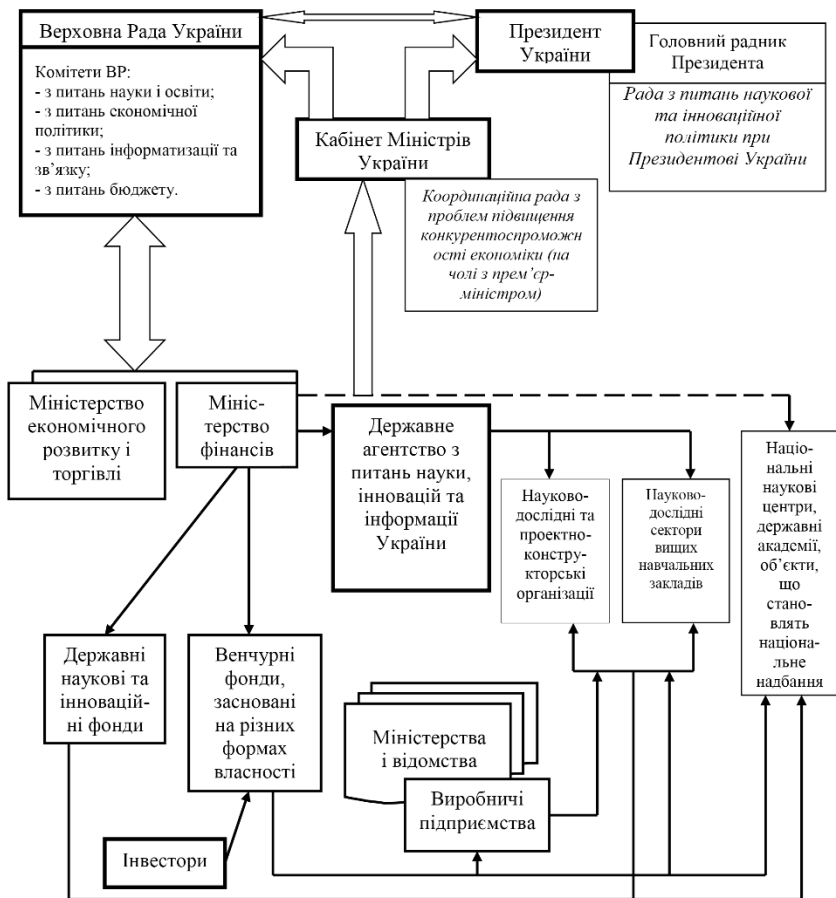 Верховна Рада України
Комітети ВР:
- з питань науки і освіти;
- з питань економічної
політики;
- з питань інформатизації та
зв’язку;
- з питань бюджету.
Президент
України
Головний радник
Президента
Рада з питань наукової
та інноваційної
політики при
Президентові України
Кабінет Міністрів
України
Координаційна рада з
проблем підвищення
конкурентоспроможн
ості економіки (на
чолі з прем’єр-
міністром)
Міністерство
економічного
розвитку і
торгівлі
Мініс-
терство
фінансів
Державне
агентство з
питань науки,
інновацій та
інформації
України
Науково-
дослідні та
проектно-
констру-
кторські
організації
Науково-
дослідні
сектори
вищих
навчальних
закладів
Націо-
нальні
наукові
центри,
державні
академії,
об’єкти,
що
станов-
лять
націона-
льне
надбання
Державні
наукові та
інновацій-
ні фонди
Венчурні
фонди,
засновані
на різних
формах
власності
Міністерства
і відомства
Виробничі
підприємства
Інвестори